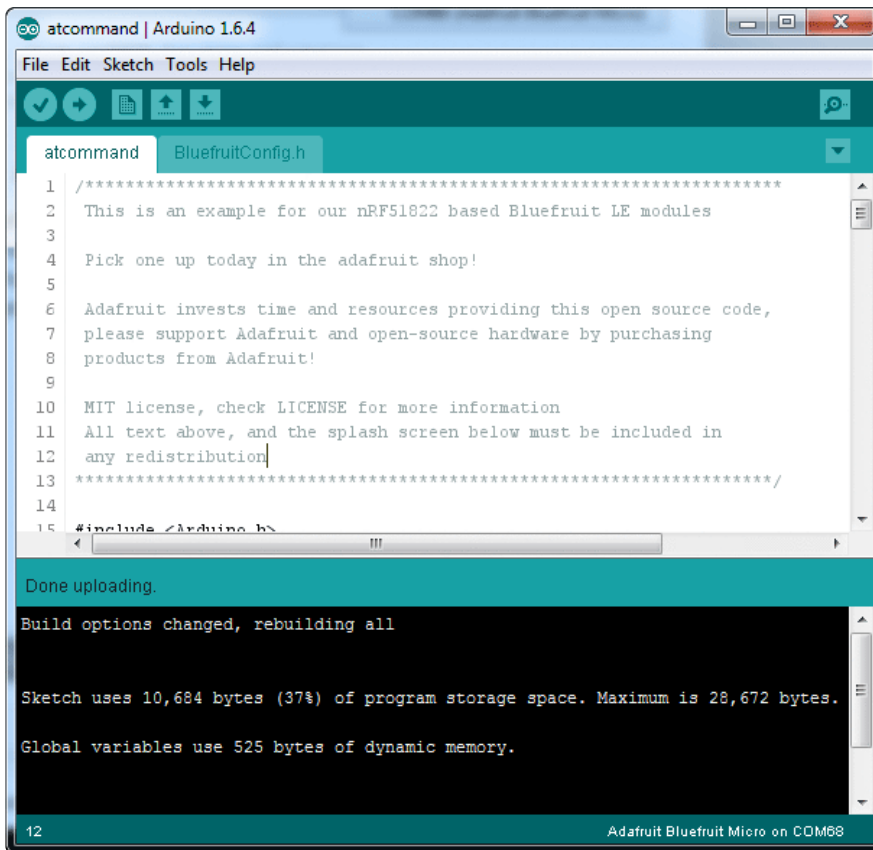 atcommand | Arduino 1.6.4
File Edit Sketch Tools Help
atcommand BluefruitConfig.h
1 /*********************************************************************
2 This is an example for our nRF51822 based Bluefruit LE modules
3
4 Pick one up today in the adafruit shop!
5
6 Adafruit invests time and resources providing this open source code,
7 please support Adafruit and open-source hardware by purchasing
8 products from Adafruit!
9
10 MIT license, check LICENSE for more information
11 All text above, and the splash screen below must be included in
12 any redistribution
13 *********************************************************************/
14
15 #include <Arduino.h>
Done uploading.
Build options changed, rebuilding all
Sketch uses 10,684 bytes (37%) of program storage space. Maximum is 28,672 bytes.
Global variables use 525 bytes of dynamic memory.
12 Adafruit Bluefruit Micro on COM68